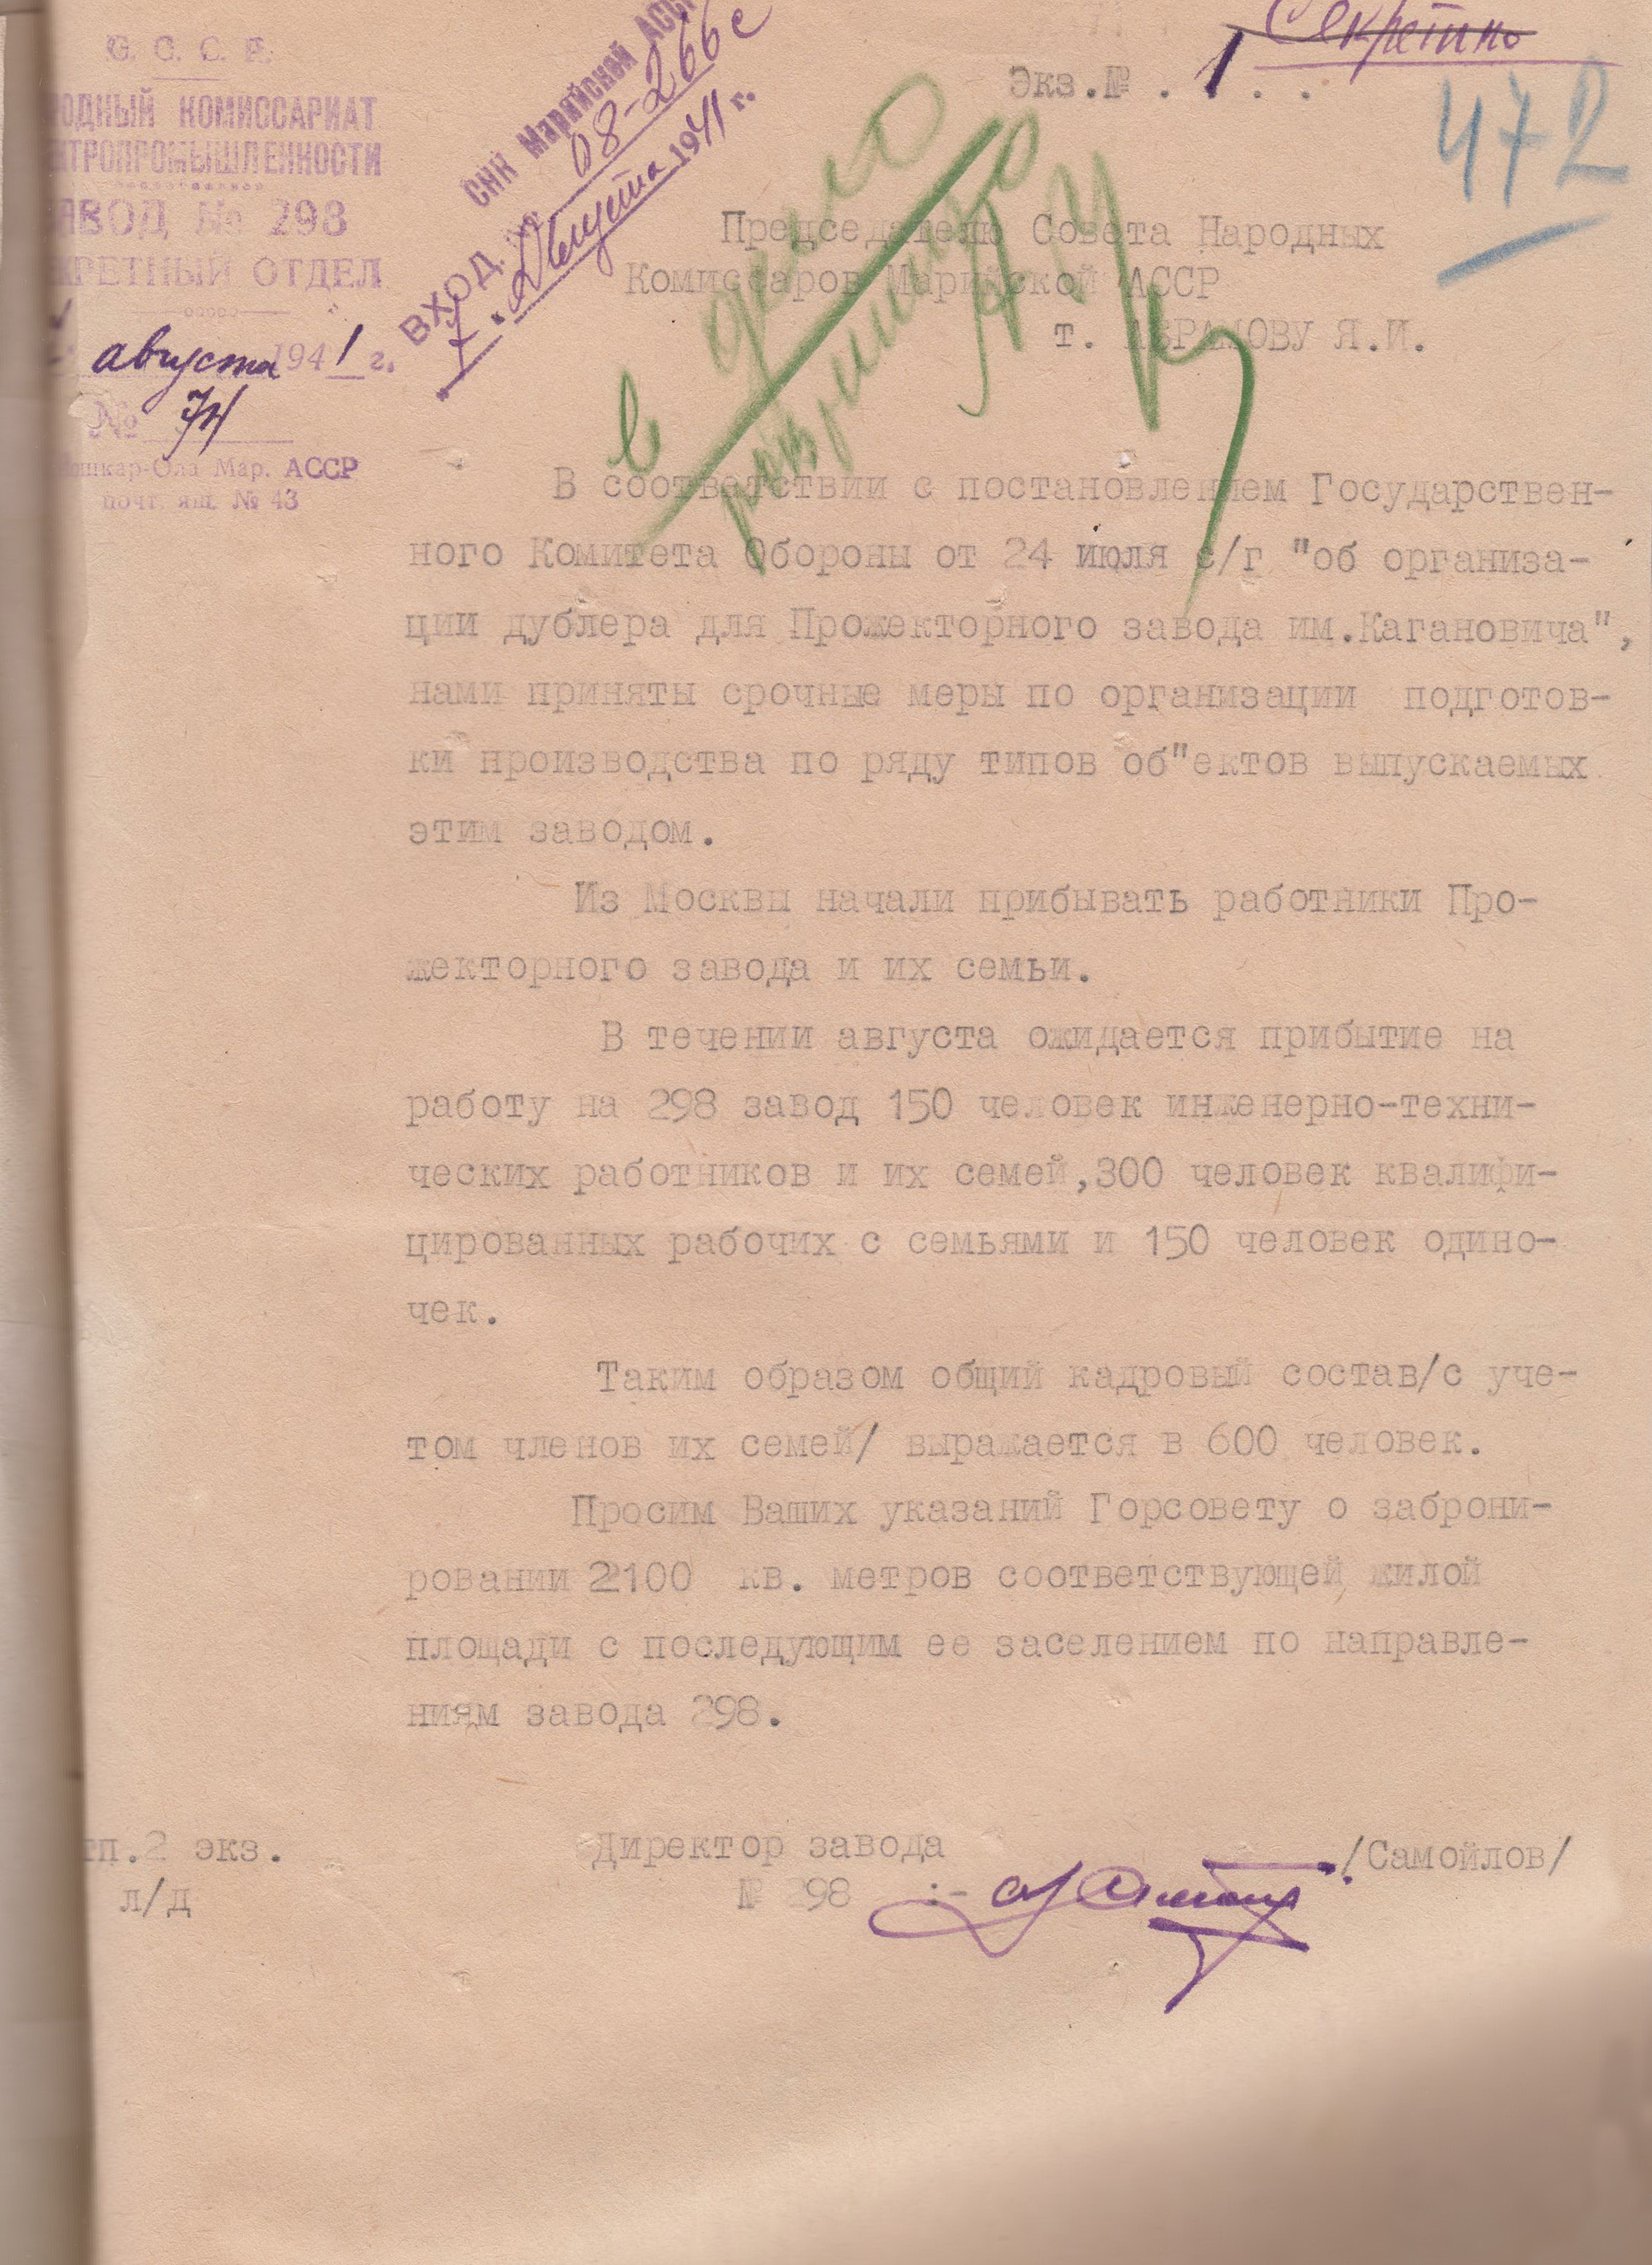 С. С. С. Р.
РОДНЫЙ КОМИССАРИАТ
КТРОПРОМЫШЛЕННОСТИ
ЗАВОД № 298
КРЕТНЫЙ ОТДЕЛ
августа 1941 г.
№ 74
Йошкар-Ола Мар. АССР
почт. ящ. № 43
СНК Марийской АССР
ВХОД. № 08-266с
7. Августа 1941 г.
Секретно
Экз.№ . 1 . .
472
в дело
Председателю Совета Народных
Комиссаров Марийской АССР
т. АБРАМОВУ Я.И.
В соответствии с постановлением Государствен-
ного Комитета Обороны от 24 июля с/г "об организа-
ции дублера для Прожекторного завода им.Кагановича",
нами приняты срочные меры по организации подготов-
ки производства по ряду типов об"ектов выпускаемых
этим заводом.
Из Москвы начали прибывать работники Про-
жекторного завода и их семьи.
В течении августа ожидается прибытие на
работу на 298 завод 150 человек инженерно-техни-
ческих работников и их семей,300 человек квалифи-
цированных рабочих с семьями и 150 человек одино-
чек.
Таким образом общий кадровый состав/с уче-
том членов их семей/ выражается в 600 человек.
Просим Ваших указаний Горсовету о заброни-
ровании 2100 кв. метров соответствующей жилой
площади с последующим ее заселением по направле-
ниям завода 298.
тп.2 экз.
л/д
Директор завода
№ 298 :-
/Самойлов/